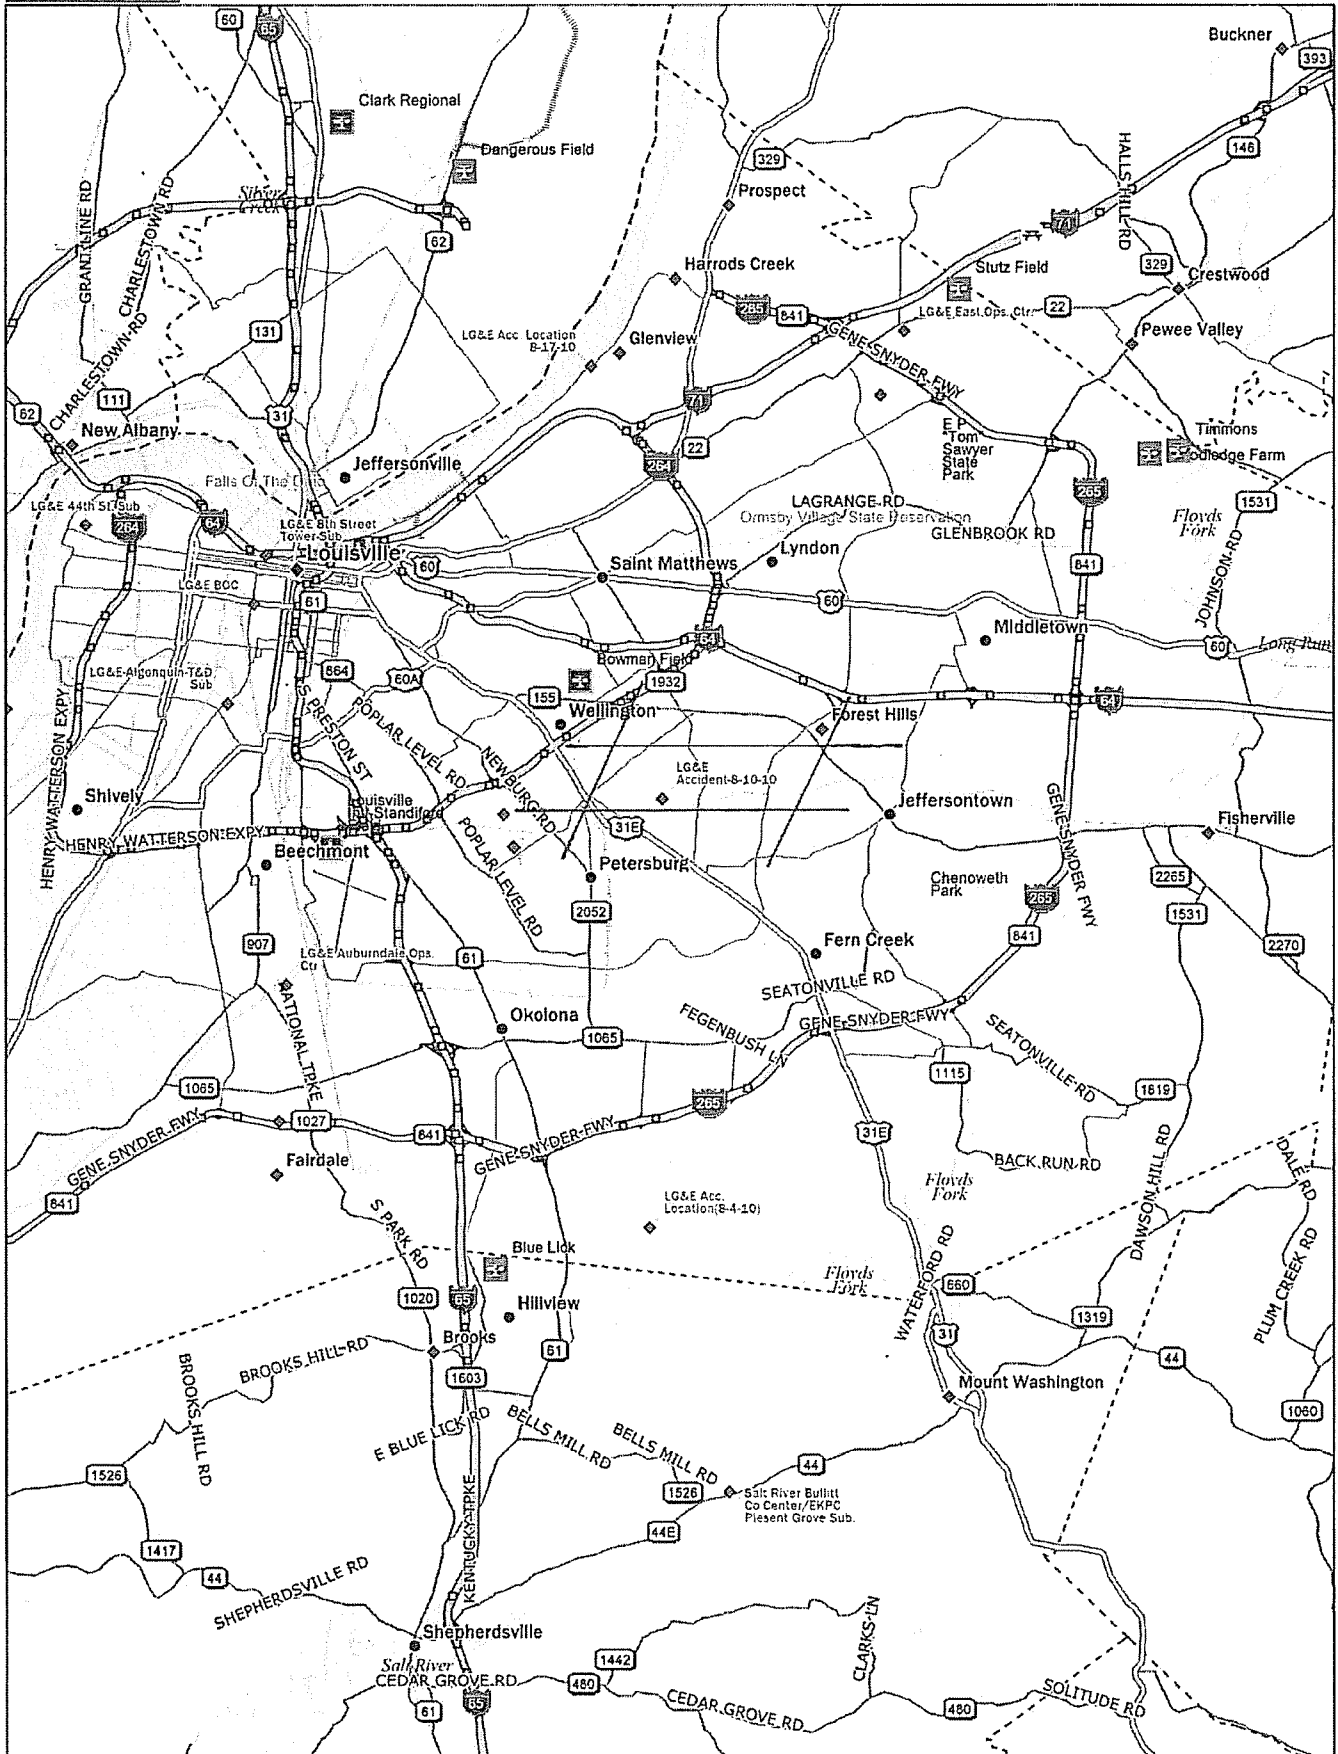 60
65
Buckner
393
Clark Regional
Dangerous Field
HALLS HILL RD
146
329
Prospect
GRANT LINE RD
CHARLESTOWN RD
Silver
Creek
62
71
Harrods Creek
Stutz Field
329
Crestwood
265
841
LG&E East Ops. Ctr.
22
Pewee Valley
131
LG&E Acc. Location
8-17-10
Glenview
GENE SNYDER FWY
CHARLESTOWN RD
111
62
31
71
New Albany
22
E P
"Tom
Sawyer
State
Park
Timmons
Jeffersonville
264
265
1531
LG&E 44th St. Sub
264
64
LG&E 8th Street
Tower Sub
LAGRANGE RD
Ormsby Village State Reservation
GLENBROOK RD
Floyds
Fork
Louisville
60
Saint Matthews
Lyndon
841
JOHNSON RD
LG&E BOC
61
60
Middletown
60
Long Run
64
Bowman Field
LG&E-Algonquin-T&D
Sub
864
60A
155
1932
Wellington
Forest Hills
64
HENRY WATTERSON EXPY
S PRESTON ST
POPLAR LEVEL RD
NEWBURG RD
LG&E
Accident-8-10-10
Shively
Jeffersontown
GENE SNYDER FWY
Fisherville
HENRY WATTERSON EXPY
31E
Beechmont
POPLAR LEVEL RD
Petersburg
Chenoweth
Park
2265
265
1531
2052
841
2270
907
LG&E Auburndale Ops.
Ctr
61
Fern Creek
SEATONVILLE RD
NATIONAL TPKE
Okolona
1065
FEGENBUSH LN
GENE SNYDER FWY
SEATONVILLE RD
1115
1819
1065
265
GENE SNYDER FWY
1027
841
GENE SNYDER FWY
31E
Fairdale
BACK RUN RD
DAWSON HILL RD
DALE RD
841
Floyds
Fork
S PARK RD
LG&E Acc.
Location(8-4-10)
WATERFORD RD
PLUM CREEK RD
Blue Lick
Floyds
Fork
660
1020
65
Hillview
1319
31
Brooks
61
44
BROOKS HILL RD
BROOKS HILL RD
1603
Mount Washington
1060
E BLUE LICK RD
BELLS MILL RD
BELLS MILL RD
44
1526
1526
Salt River Bullitt
Co Center/EKPC
Plesent Grove Sub.
KENTUCKY TPKE
44E
1417
44
SHEPHERDSVILLE RD
Shepherdsville
CLARKS LN
Salt River
CEDAR GROVE RD
1442
480
65
61
CEDAR GROVE RD
480
SOLITUDE RD